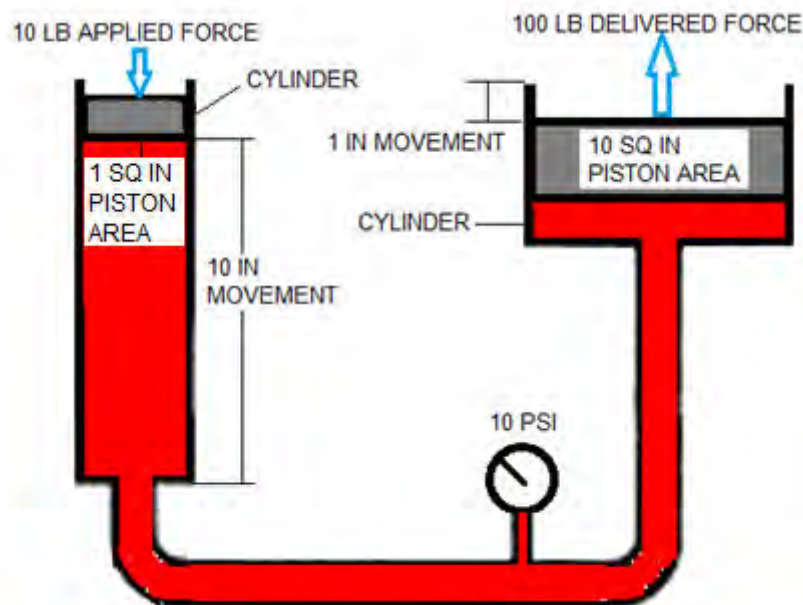 10 LB APPLIED FORCE
100 LB DELIVERED FORCE
CYLINDER
1 IN MOVEMENT
10 SQ IN
PISTON AREA
1 SQ IN
PISTON
AREA
CYLINDER
10 IN
MOVEMENT
10 PSI